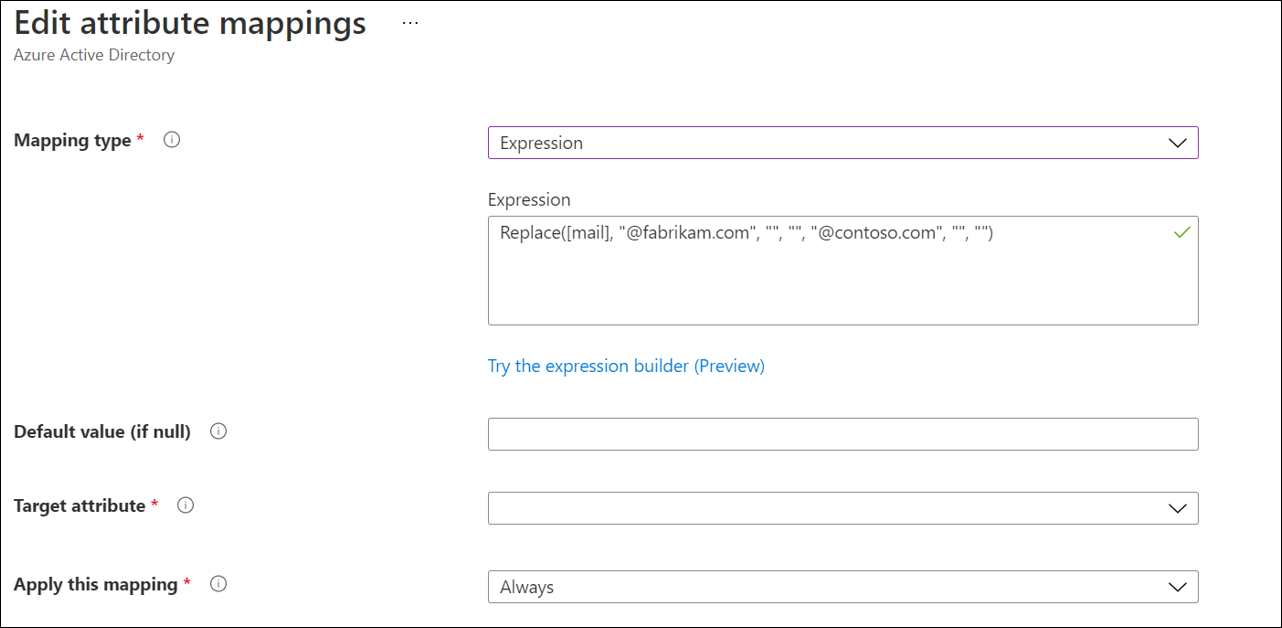 Edit attribute mappings ...
Azure Active Directory
Mapping type *
Expression
Expression
Replace([mail], "@fabrikam.com", "", "", "@contoso.com", "", "")
Try the expression builder (Preview)
Default value (if null)
Target attribute *
Apply this mapping *
Always